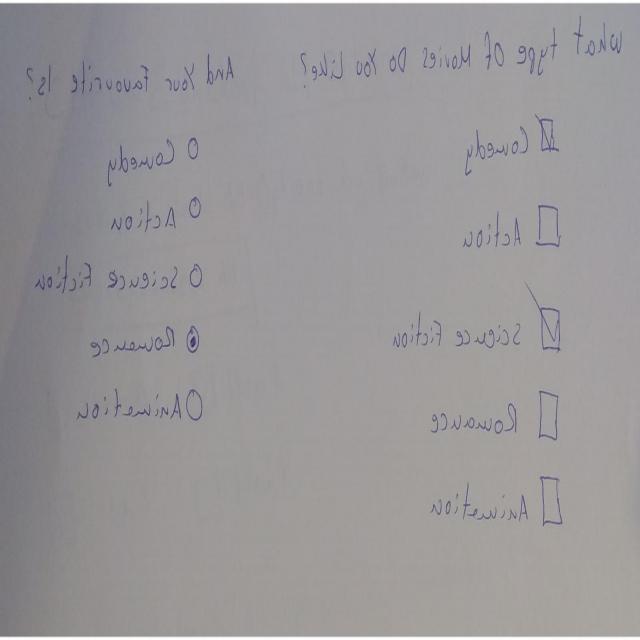 What type Of Movies Do You Like?
☑ Comedy
☐ Action
☑ Science Fiction
☐ Romance
☐ Animation
And Your Favourite Is?
○ Comedy
○ Action
○ Science Fiction
◉ Romance
○ Animation